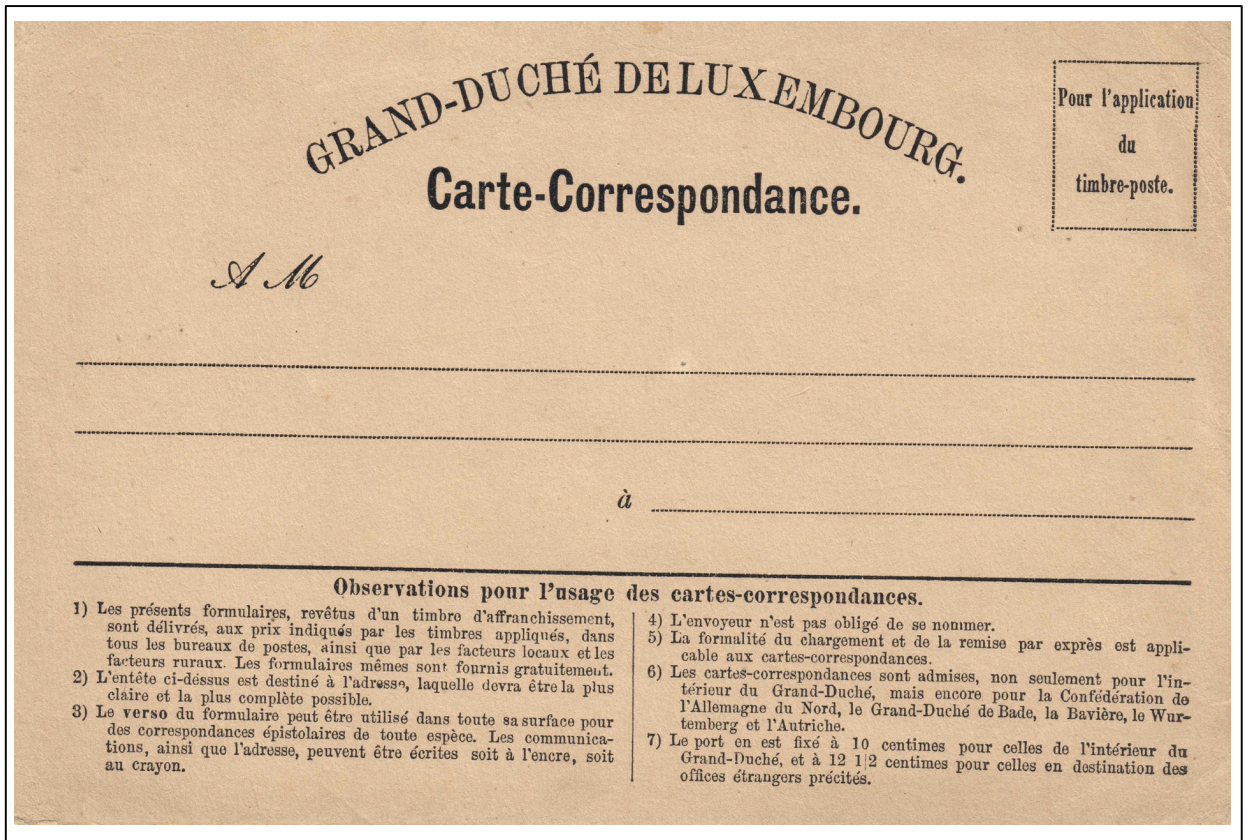 GRAND-DUCHÉ DE LUXEMBOURG.
Carte-Correspondance.
Pour l'application
du
timbre-poste.
A M
à
Observations pour l'usage des cartes-correspondances.
1) Les présents formulaires, revêtus d'un timbre d'affranchissement,
sont délivrés, aux prix indiqués par les timbres appliqués, dans
tous les bureaux de postes, ainsi que par les facteurs locaux et les
facteurs ruraux. Les formulaires mêmes sont fournis gratuitement.
2) L'entête ci-déssus est destiné à l'adresse, laquelle devra être la plus
claire et la plus complète possible.
3) Le verso du formulaire peut être utilisé dans toute sa surface pour
des correspondances épistolaires de toute espèce. Les communica-
tions, ainsi que l'adresse, peuvent être écrites soit à l'encre, soit
au crayon.
4) L'envoyeur n'est pas obligé de se nommer.
5) La formalité du chargement et de la remise par exprès est appli-
cable aux cartes-correspondances.
6) Les cartes-correspondances sont admises, non seulement pour l'in-
térieur du Grand-Duché, mais encore pour la Confédération de
l'Allemagne du Nord, le Grand-Duché de Bade, la Bavière, le Wur-
temberg et l'Autriche.
7) Le port en est fixé à 10 centimes pour celles de l'intérieur du
Grand-Duché, et à 12 1|2 centimes pour celles en destination des
offices étrangers précités.